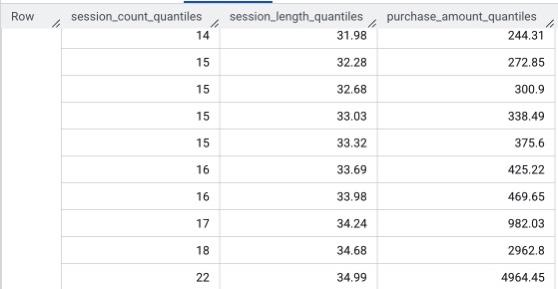 Row session_count_quantiles session_length_quantiles purchase_amount_quantiles
14 31.98 244.31
15 32.28 272.85
15 32.68 300.9
15 33.03 338.49
15 33.32 375.6
16 33.69 425.22
16 33.98 469.65
17 34.24 982.03
18 34.68 2962.8
22 34.99 4964.45